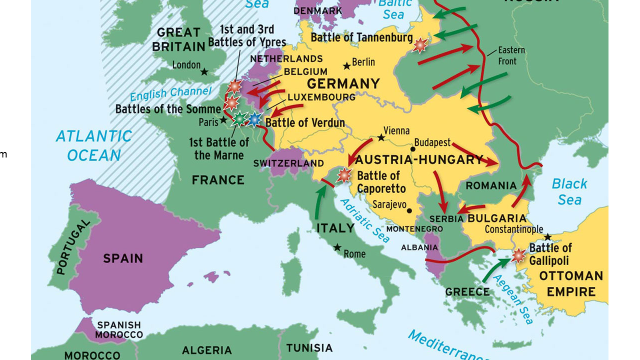 Sea
DENMARK
Baltic
Sea
GREAT
BRITAIN
1st and 3rd
Battles of Ypres
Battle of Tannenburg
London
NETHERLANDS
Berlin
Eastern
Front
BELGIUM
GERMANY
English Channel
LUXEMBOURG
Battles of the Somme
Paris
Battle of Verdun
ATLANTIC
OCEAN
1st Battle of
the Marne
Vienna
Budapest
m
SWITZERLAND
AUSTRIA-HUNGARY
FRANCE
Battle of
Caporetto
ROMANIA
Black
Sea
Sarajevo
Adriatic Sea
SERBIA
BULGARIA
PORTUGAL
SPAIN
ITALY
MONTENEGRO
Constantinople
ALBANIA
Rome
Battle of
Gallipoli
OTTOMAN
EMPIRE
GREECE
Aegean Sea
SPANISH
MOROCCO
MOROCCO
ALGERIA
TUNISIA
Mediterranean